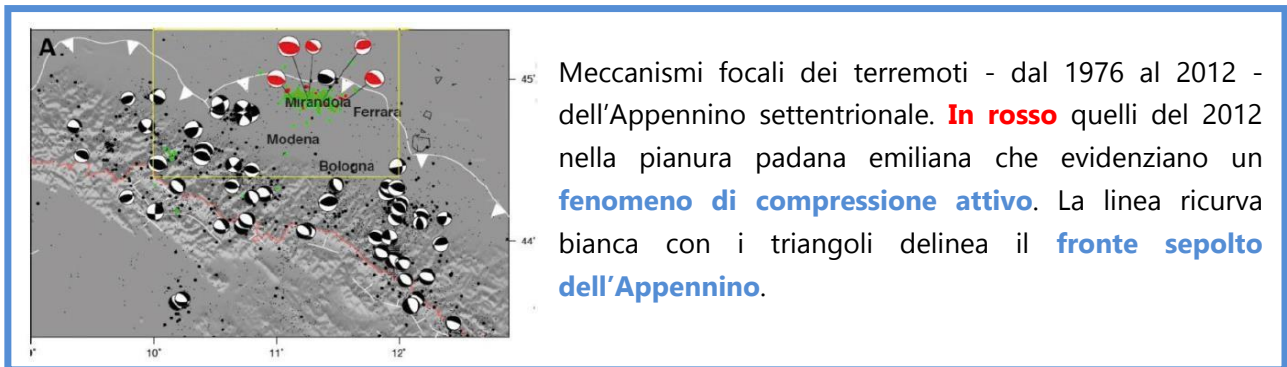 A
45°
Mirandola
Ferrara
Modena
Bologna
44°
10°
11°
12°
Meccanismi focali dei terremoti - dal 1976 al 2012 -
dell’Appennino settentrionale. In rosso quelli del 2012
nella pianura padana emiliana che evidenziano un
fenomeno di compressione attivo. La linea ricurva
bianca con i triangoli delinea il fronte sepolto
dell’Appennino.